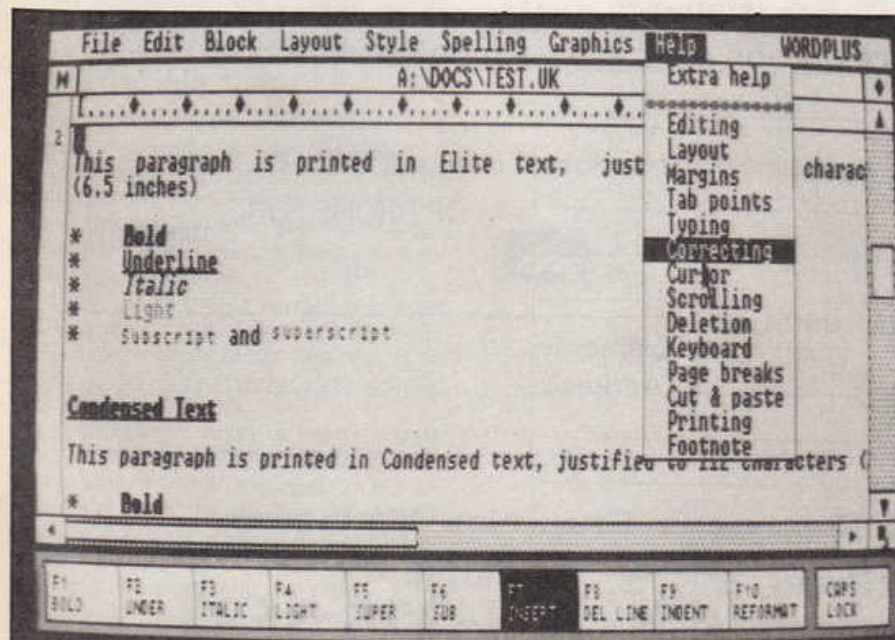 File Edit Block Layout Style Spelling Graphics Help WORDPLUS
A:\DOCS\TEST.UK
Extra help
Editing
Layout
Margins
Tab points
Typing
Correcting
Cursor
Scrolling
Deletion
Keyboard
Page breaks
Cut & paste
Printing
Footnote
2
This paragraph is printed in Elite text, just charac
(6.5 inches)
* Bold
* Underline
* Italic
* Light
* Subscript and superscript
Condensed Text
This paragraph is printed in Condensed text, justified to characters (
* Bold
F1 BOLD
F2 UNDER
F3 ITALIC
F4 LIGHT
F5 SUPER
F6 SUB
F7 INSERT
F8 DEL LINE
F9 INDENT
F10 REFORMAT
CAPS LOCK